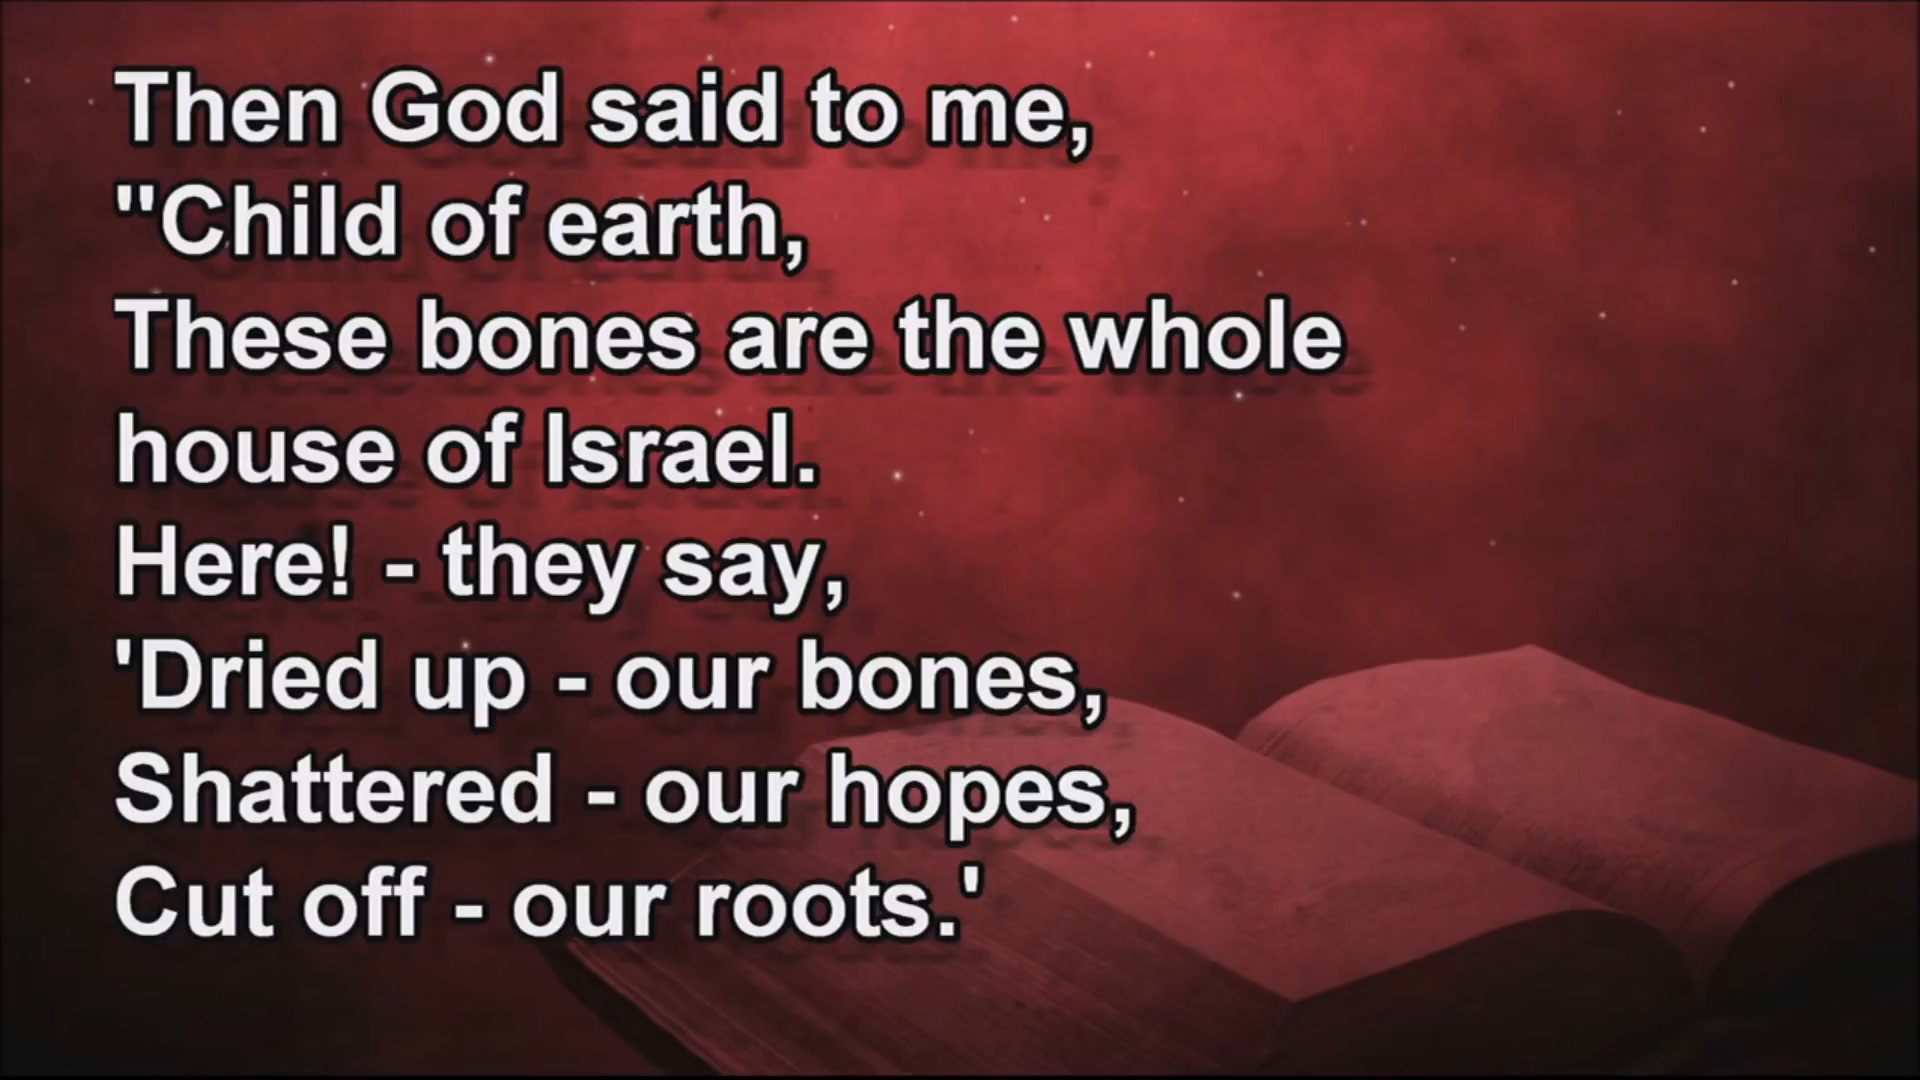 Then God said to me,
"Child of earth,
These bones are the whole
house of Israel.
Here! - they say,
'Dried up - our bones,
Shattered - our hopes,
Cut off - our roots.'